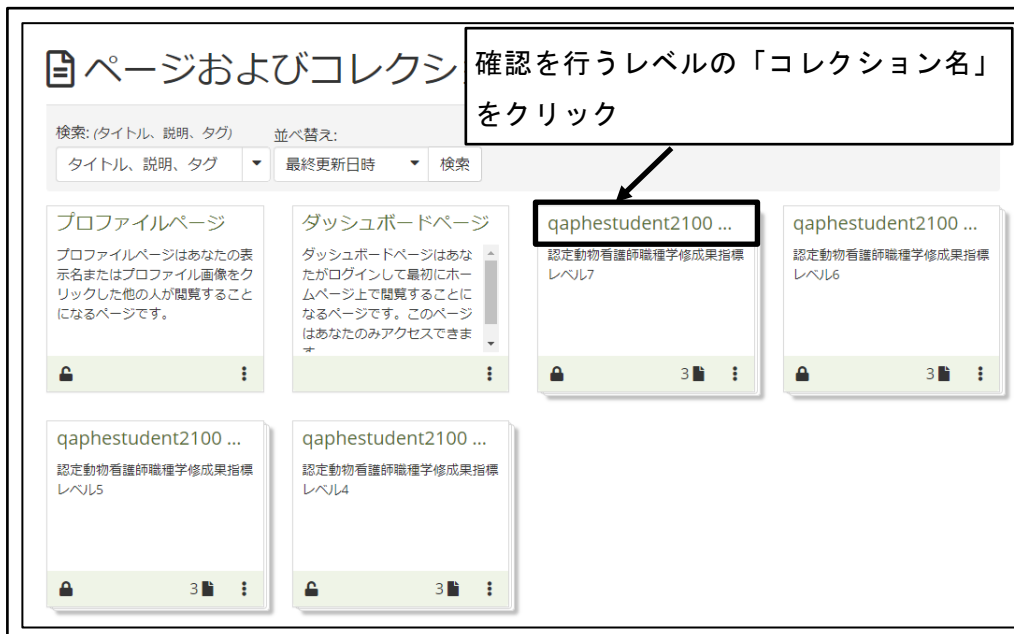 ページおよびコレクシ
確認を行うレベルの「コレクション名」
をクリック
検索: (タイトル、説明、タグ)
並べ替え:
タイトル、説明、タグ
最終更新日時
検索
プロファイルページ
プロファイルページはあなたの表
示名またはプロファイル画像をク
リックした他の人が閲覧すること
になるページです。
ダッシュボードページ
ダッシュボードページはあな
たがログインして最初にホー
ムページ上で閲覧することに
なるページです。このページ
はあなたのみアクセスできま
す
qaphestudent2100 ...
認定動物看護師職種学修成果指標
レベル7
3
qaphestudent2100 ...
認定動物看護師職種学修成果指標
レベル6
3
qaphestudent2100 ...
認定動物看護師職種学修成果指標
レベル5
3
qaphestudent2100 ...
認定動物看護師職種学修成果指標
レベル4
3